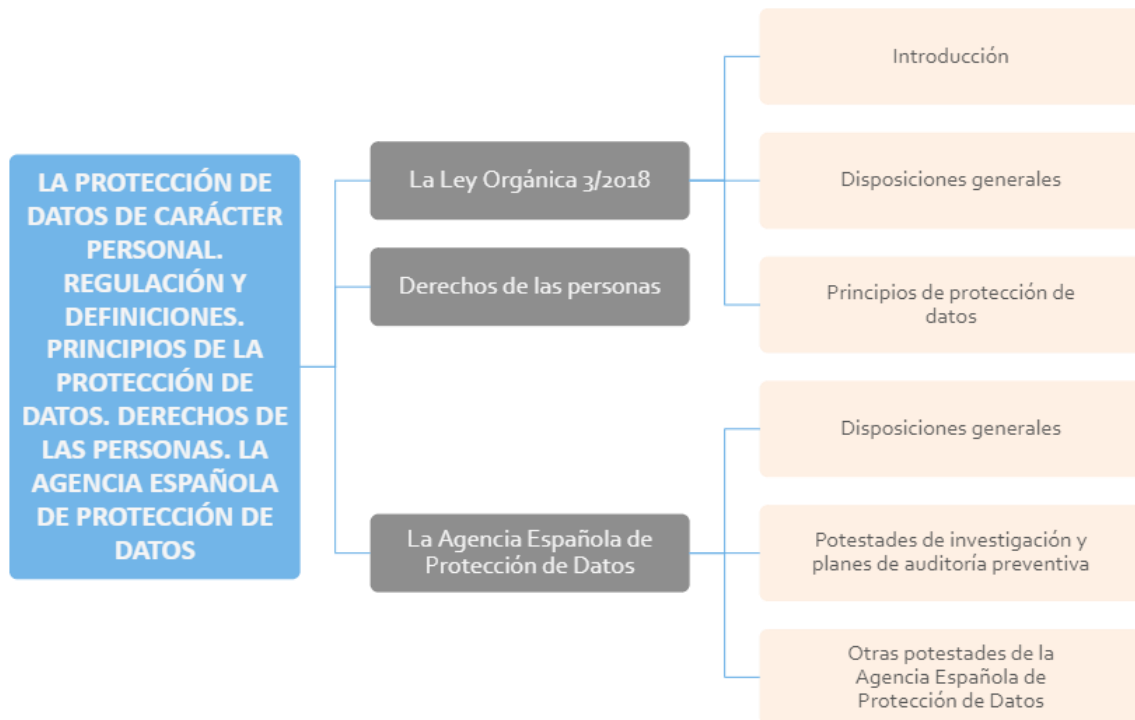 LA PROTECCIÓN DE
DATOS DE CARÁCTER
PERSONAL.
REGULACIÓN Y
DEFINICIONES.
PRINCIPIOS DE LA
PROTECCIÓN DE
DATOS. DERECHOS DE
LAS PERSONAS. LA
AGENCIA ESPAÑOLA
DE PROTECCIÓN DE
DATOS
La Ley Orgánica 3/2018
Introducción
Disposiciones generales
Principios de protección de
datos
Derechos de las personas
La Agencia Española de
Protección de Datos
Disposiciones generales
Potestades de investigación y
planes de auditoría preventiva
Otras potestades de la
Agencia Española de
Protección de Datos